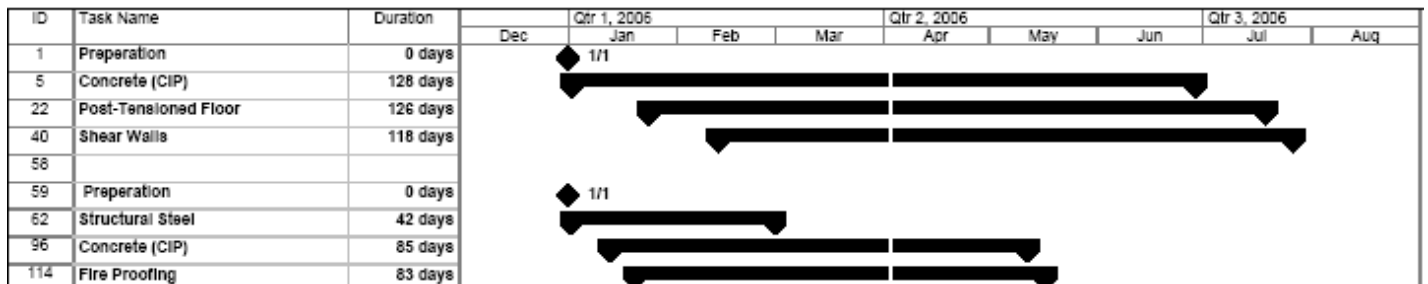 ID Task Name Duration Qtr 1, 2006 Qtr 2, 2006 Qtr 3, 2006
Dec Jan Feb Mar Apr May Jun Jul Aug
1 Preperation 0 days 1/1
5 Concrete (CIP) 128 days
22 Post-Tensioned Floor 126 days
40 Shear Walls 118 days
58
59 Preperation 0 days 1/1
62 Structural Steel 42 days
96 Concrete (CIP) 85 days
114 Fire Proofing 83 days